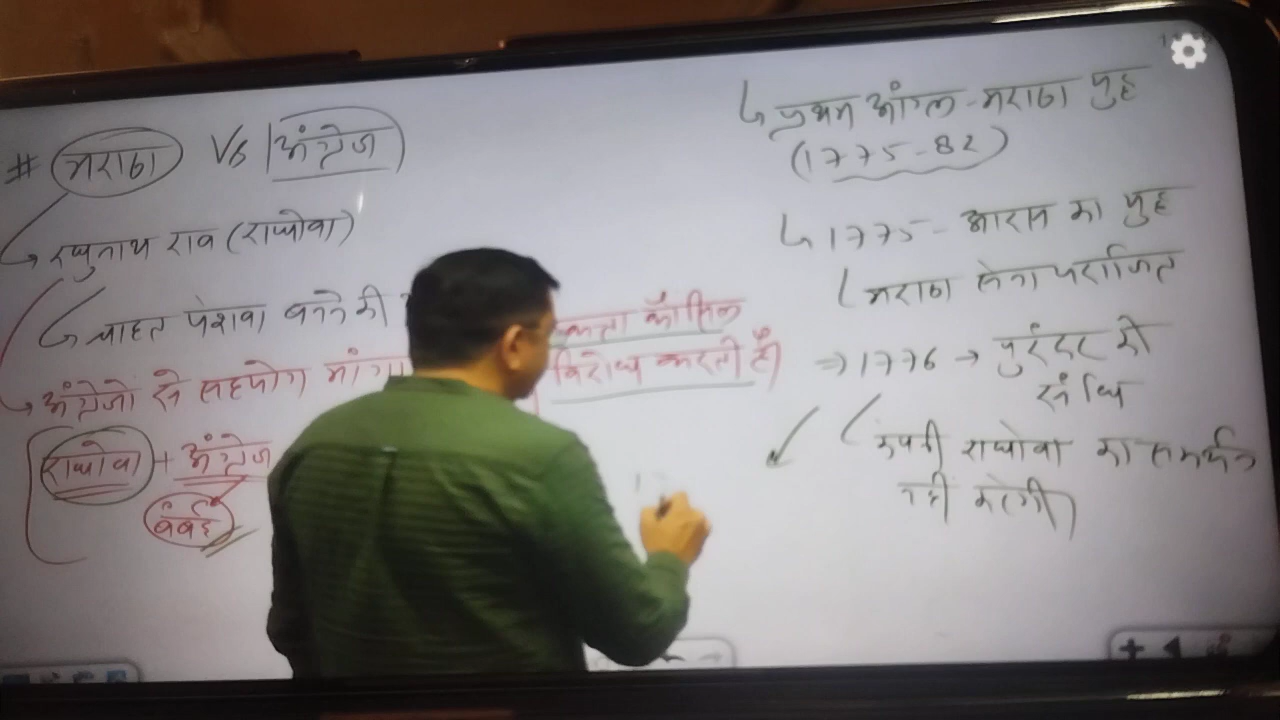 # मराठा Vs अंग्रेज
रघुनाथ राव (राघोवा)
चाहत पेशवा बनने की
अंग्रेजो से सहयोग मांगा
राघोवा + अंग्रेज
बंबई
कौंसिल
विरोध करती है।
प्रथम आंग्ल-मराठा युद्ध
(1775-82)
1775 - आरास का युद्ध
मराठा सेना पराजित
⇒ 1776 → पुरंदर की
संधि
कंपनी राघोवा का समर्थन
नही करेगी